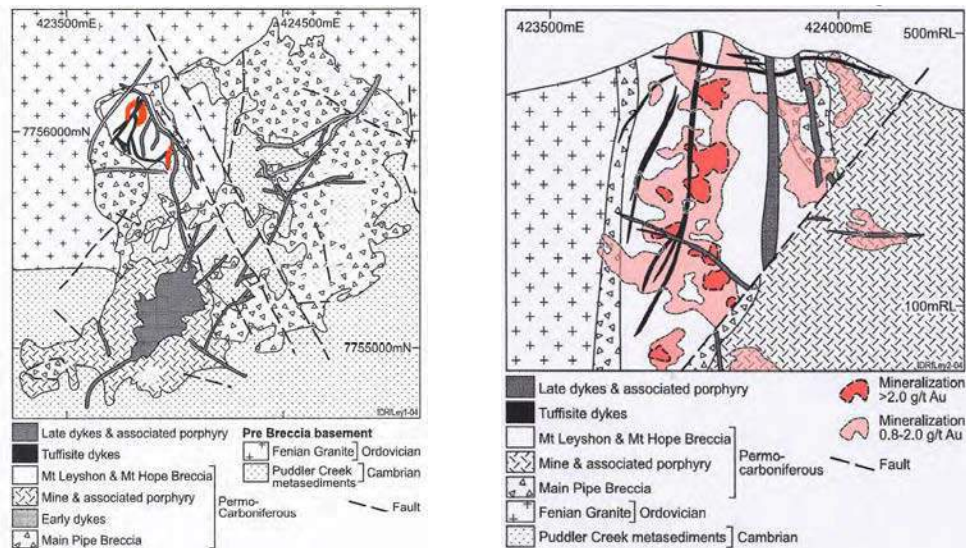 423500mE
424500mE
7756000mN
7755000mN
IDR/Ley1-04
Late dykes & associated porphyry
Tuffisite dykes
Mt Leyshon & Mt Hope Breccia
Mine & associated porphyry
Early dykes
Main Pipe Breccia
Permo-
Carboniferous
Pre Breccia basement
Fenian Granite
Ordovician
Puddler Creek
metasediments
Cambrian
Fault
423500mE
424000mE
500mRL
100mRL
IDR/Ley2-04
Late dykes & associated porphyry
Tuffisite dykes
Mt Leyshon & Mt Hope Breccia
Mine & associated porphyry
Main Pipe Breccia
Permo-
carboniferous
Fenian Granite
Ordovician
Puddler Creek metasediments
Cambrian
Mineralization
>2.0 g/t Au
Mineralization
0.8-2.0 g/t Au
Fault